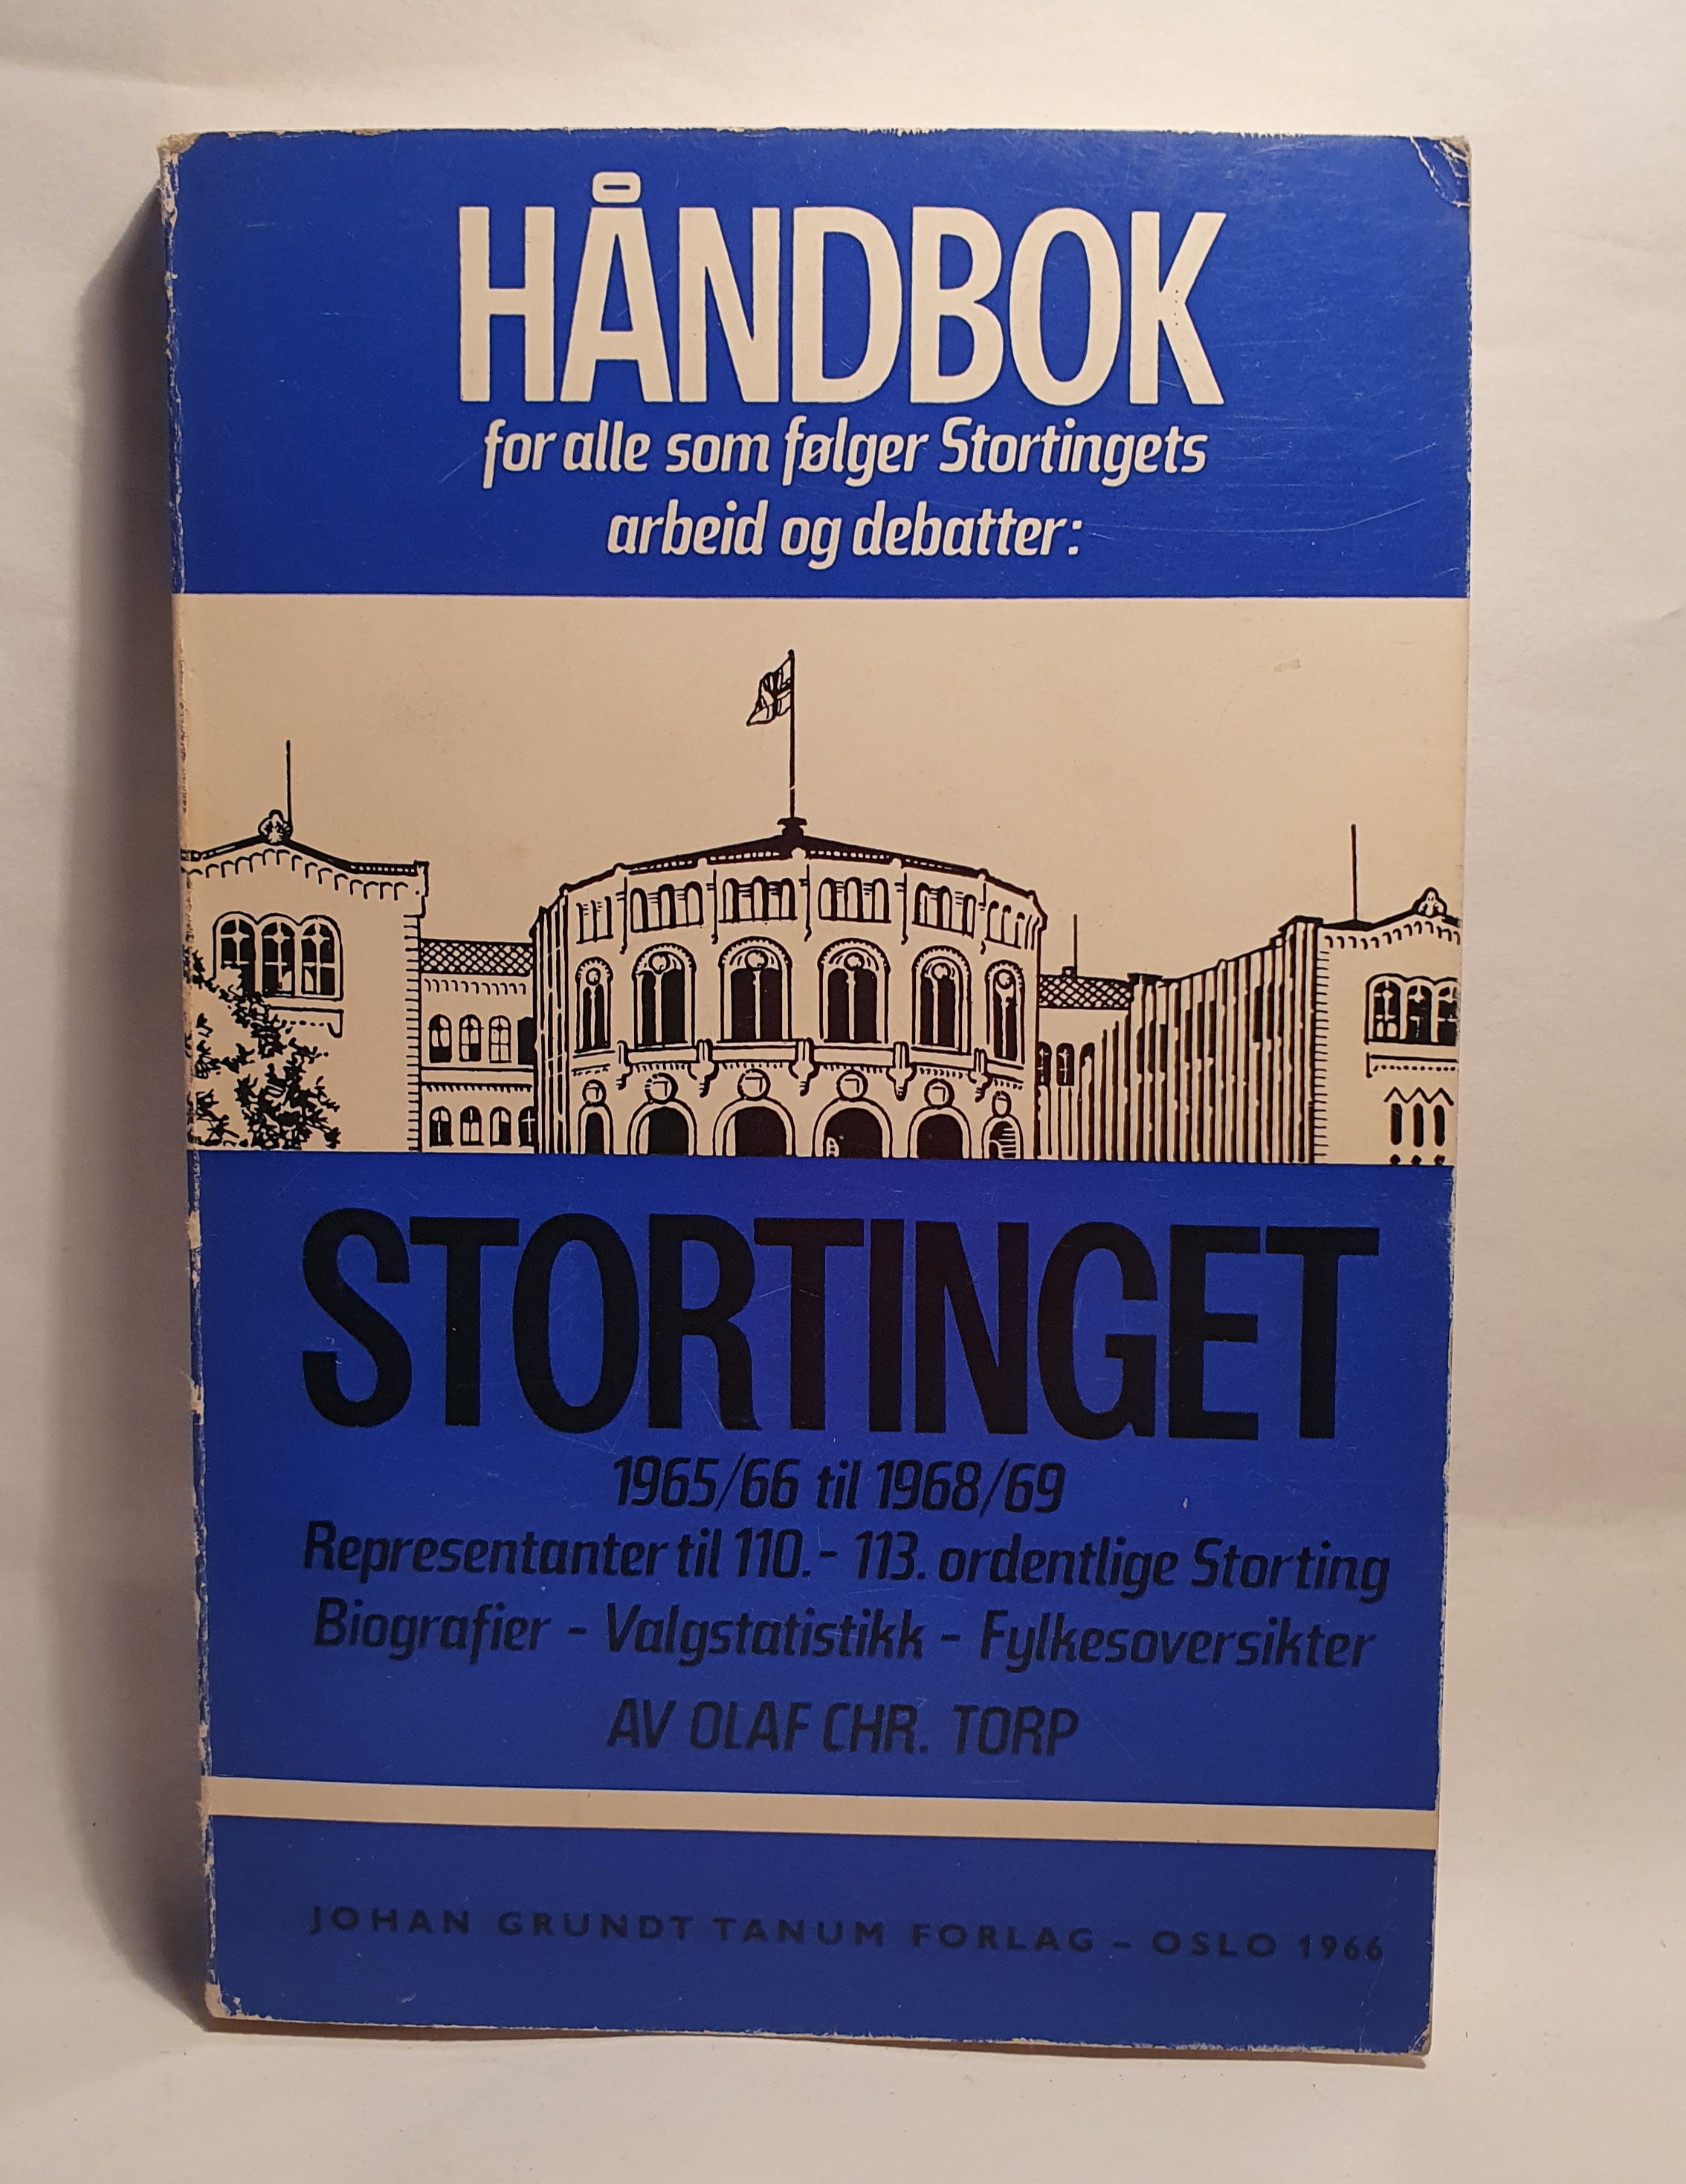 HÅNDBOK
for alle som følger Stortingets
arbeid og debatter:
STORTINGET
1965/66 til 1968/69
Representanter til 110. - 113. ordentlige Storting
Biografier - Valgstatistikk - Fylkesoversikter
AV OLAF CHR. TORP
JOHAN GRUNDT TANUM FORLAG – OSLO 1966